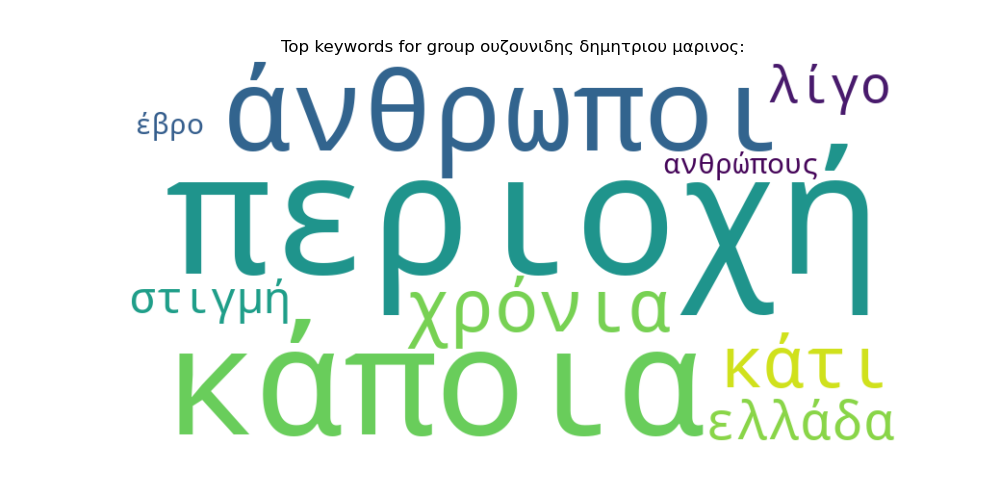 Top keywords for group ουζουνιδης δημητριου μαρινος:
άνθρωποι λίγο
έβρο
ανθρώπους
περιοχή
στιγμή χρόνια
κάποια κάτι
ελλάδα